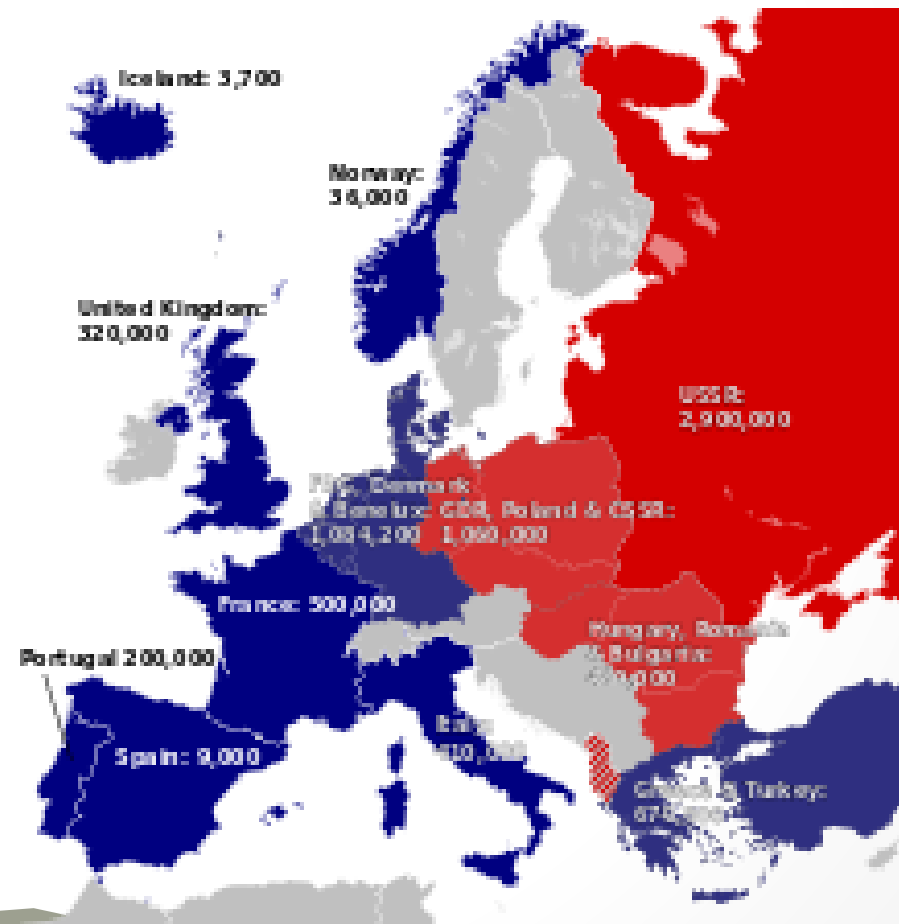 Iceland: 3,700
Norway:
36,000
United Kingdom:
320,000
USSR:
2,900,000
Denmark
& Benelux: GDR, Poland & CSSR:
1,084,200 1,060,000
France: 500,000
Hungary, Romania
& Bulgaria:
Portugal 200,000
Italy:
Spain: 9,000
Greece & Turkey: